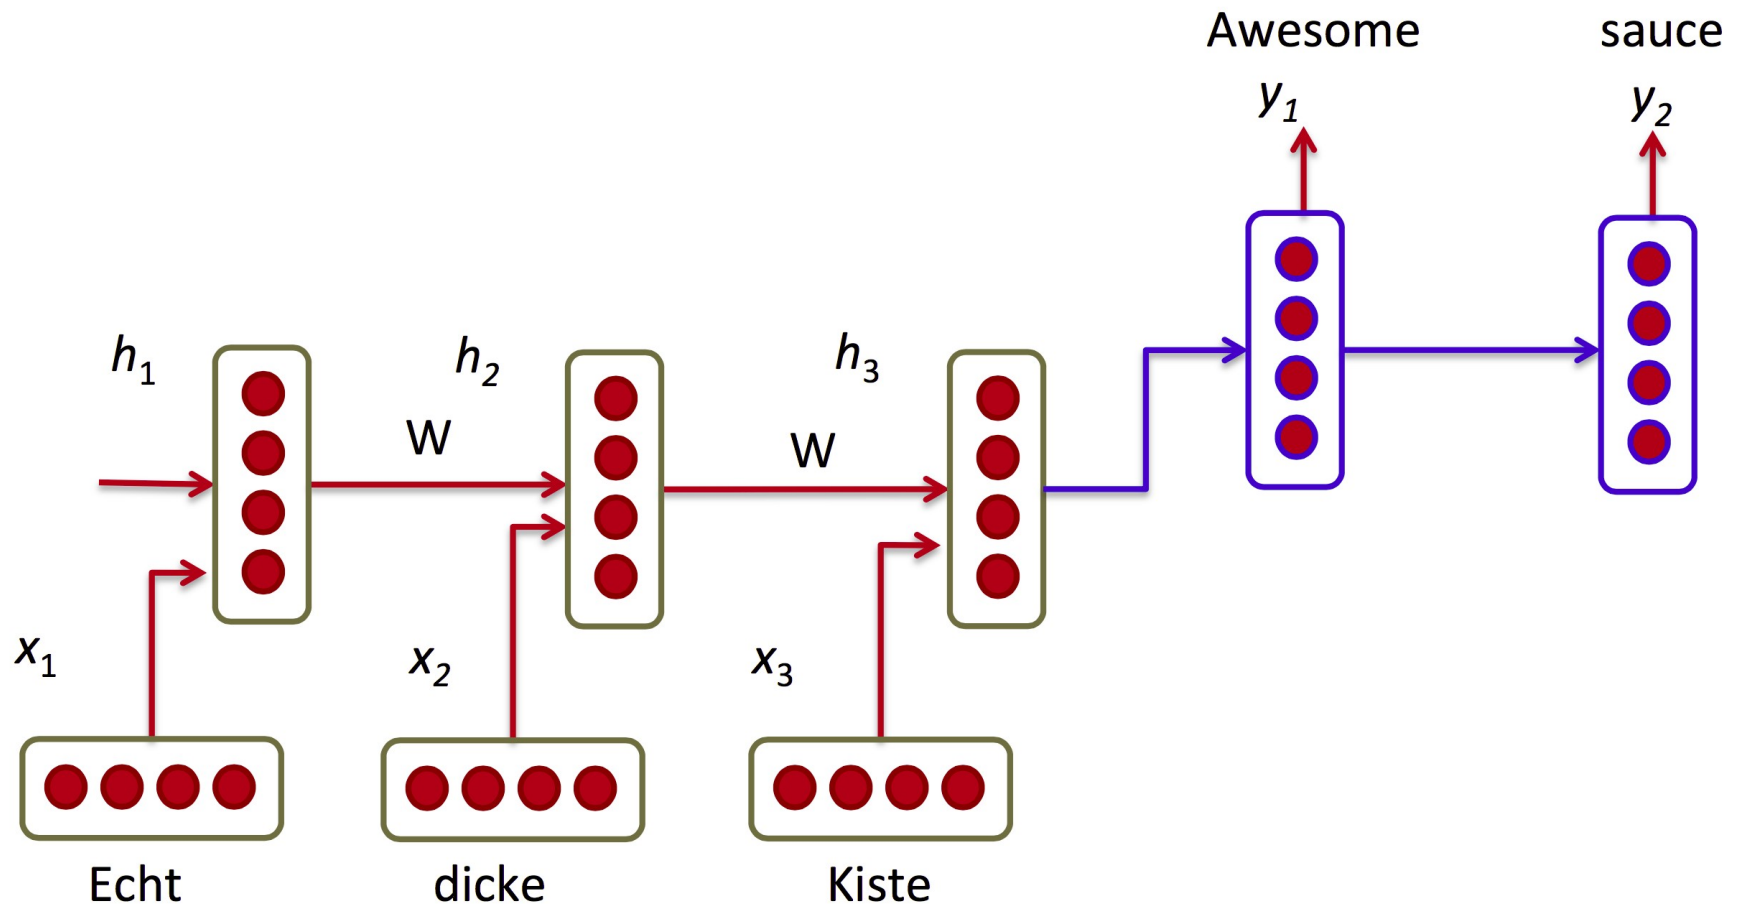 Awesome sauce
y1 y2
h1 h2 h3
W W
x1 x2 x3
Echt dicke Kiste